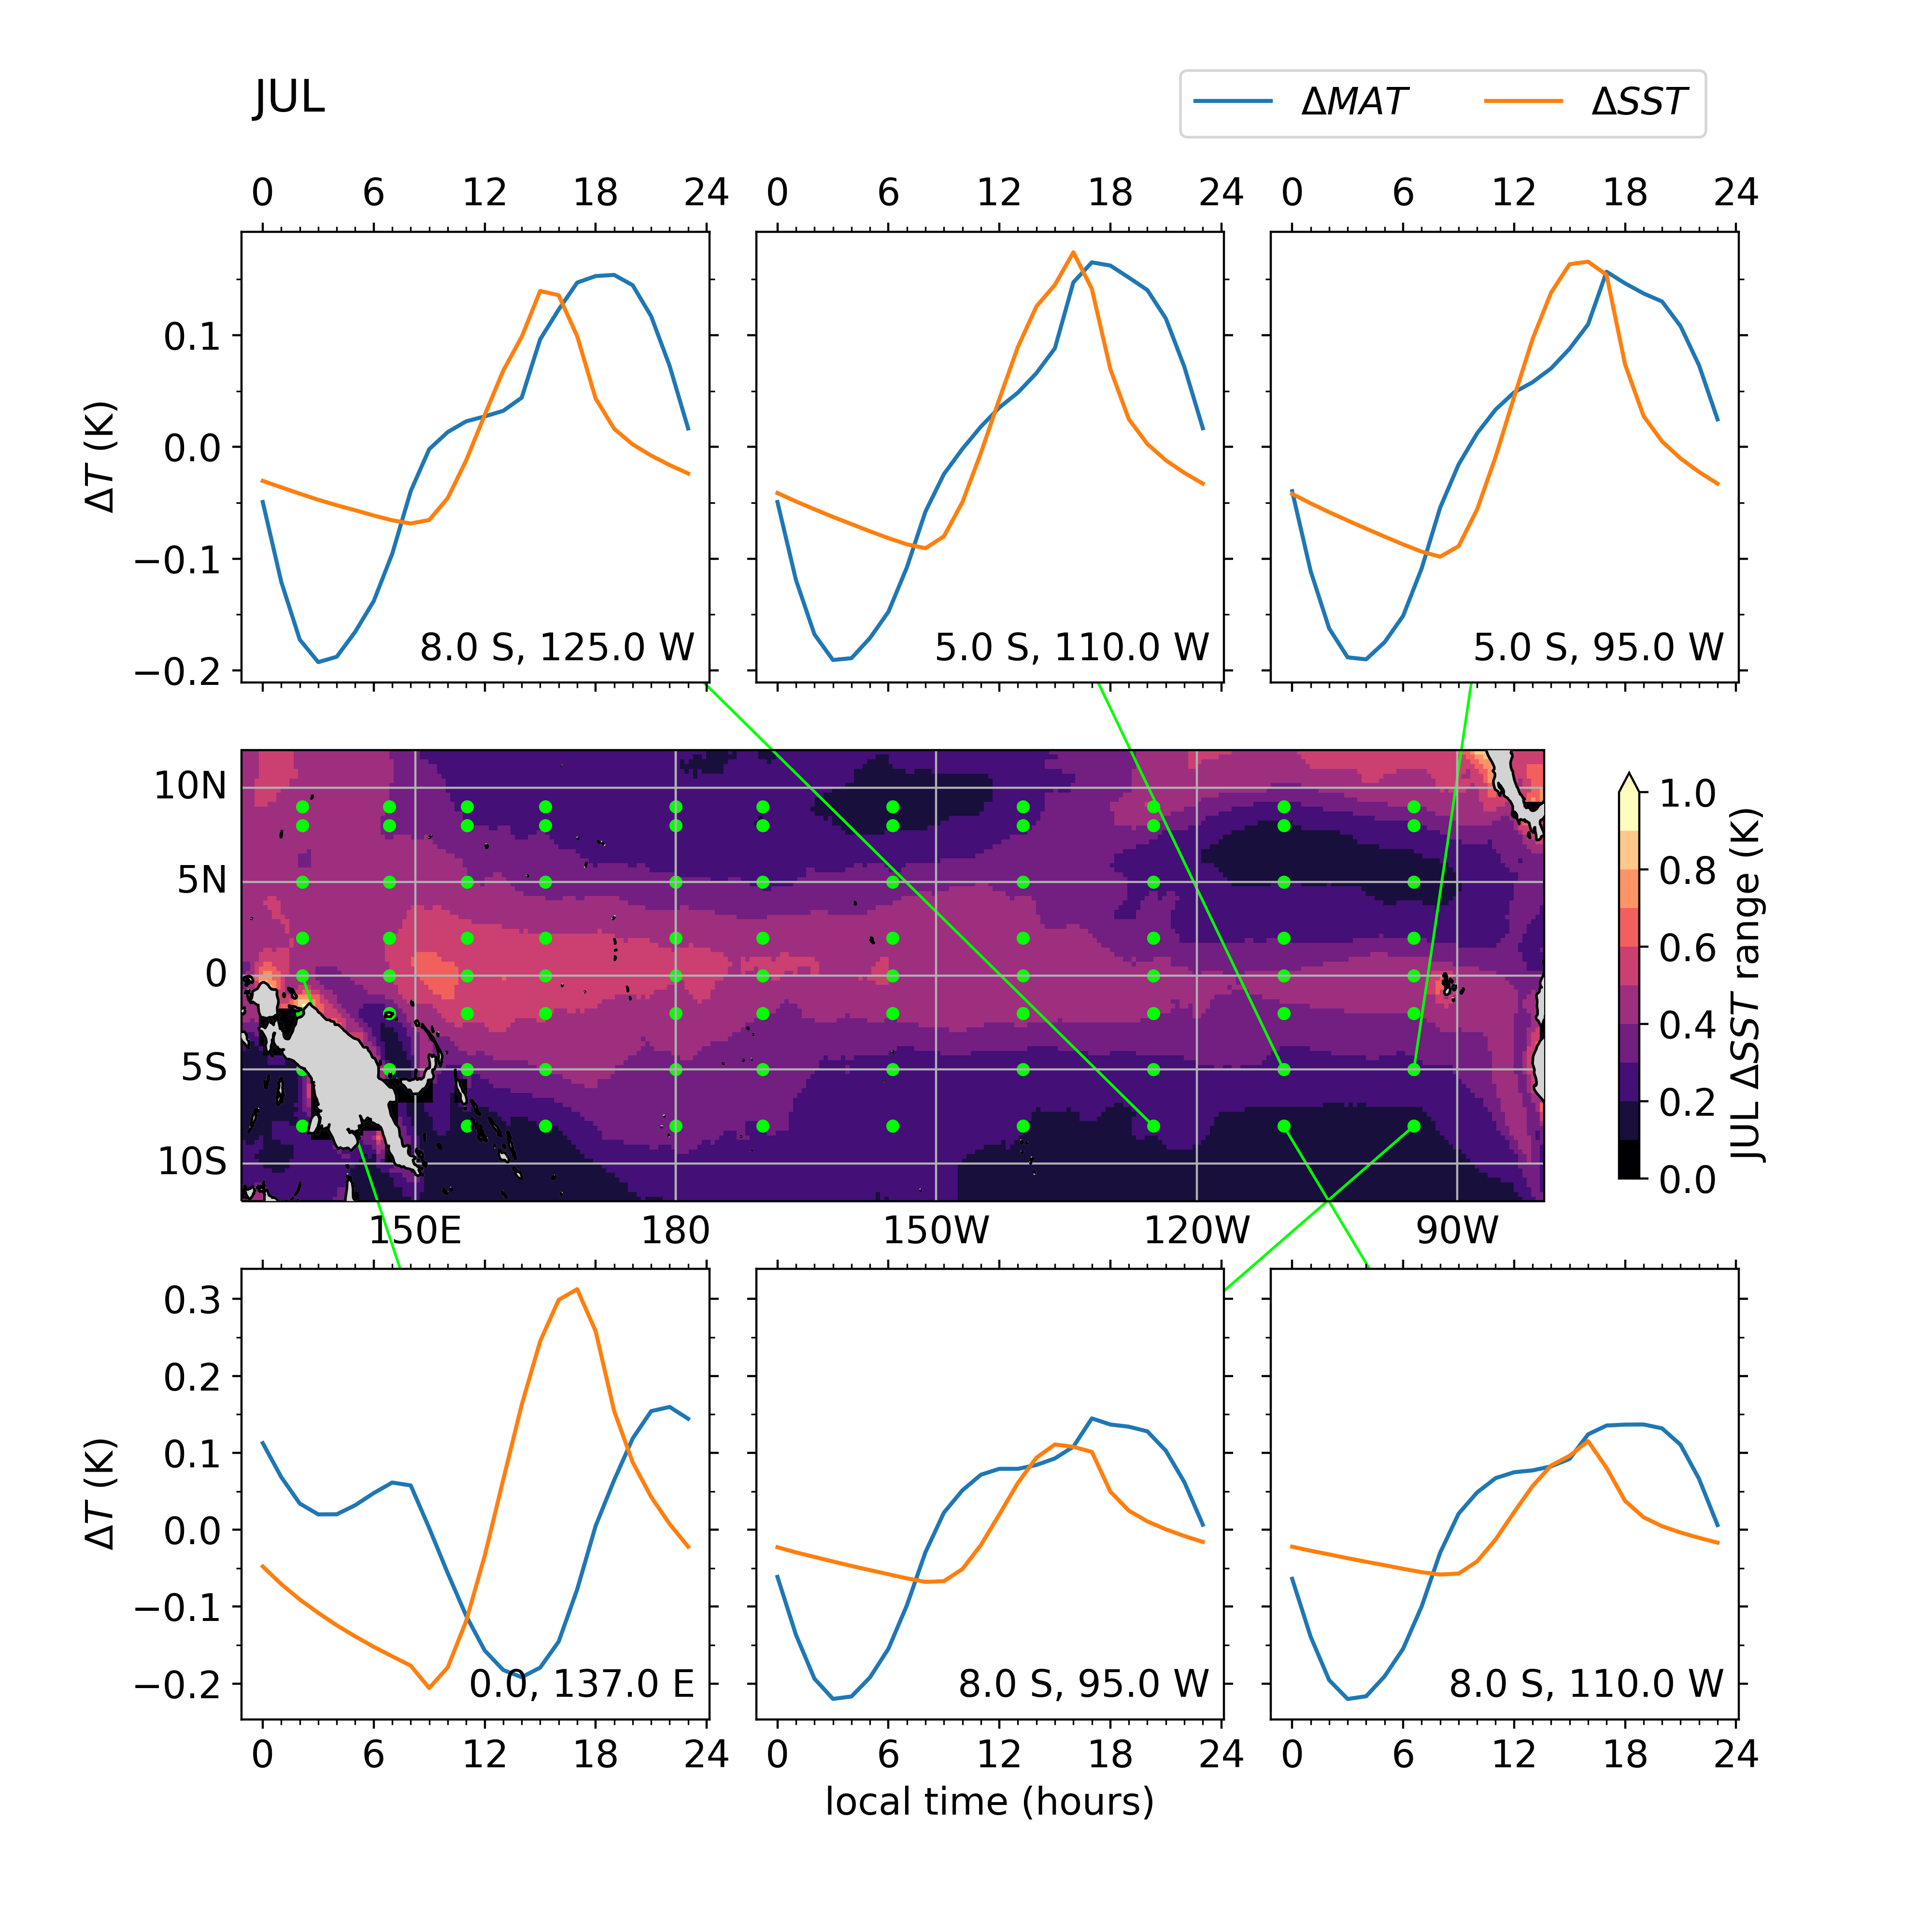 JUL
ΔMAT ΔSST
0 6 12 18 24 0 6 12 18 24 0 6 12 18 24
ΔT (K)
0.1
0.0
−0.1
−0.2
8.0 S, 125.0 W
5.0 S, 110.0 W
5.0 S, 95.0 W
10N
5N
0
5S
10S
150E 180 150W 120W 90W
1.0
0.8
0.6
0.4
0.2
0.0
JUL ΔSST range (K)
ΔT (K)
0.3
0.2
0.1
0.0
−0.1
−0.2
0.0, 137.0 E
8.0 S, 95.0 W
8.0 S, 110.0 W
0 6 12 18 24 0 6 12 18 24 0 6 12 18 24
local time (hours)